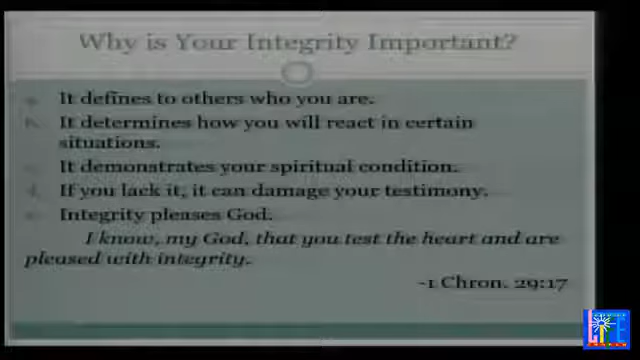 Why is Your Integrity Important?
a. It defines to others who you are.
b. It determines how you will react in certain
situations.
c. It demonstrates your spiritual condition.
d. If you lack it, it can damage your testimony.
e. Integrity pleases God.
I know, my God, that you test the heart and are
pleased with integrity.
-1 Chron. 29:17
LIFE